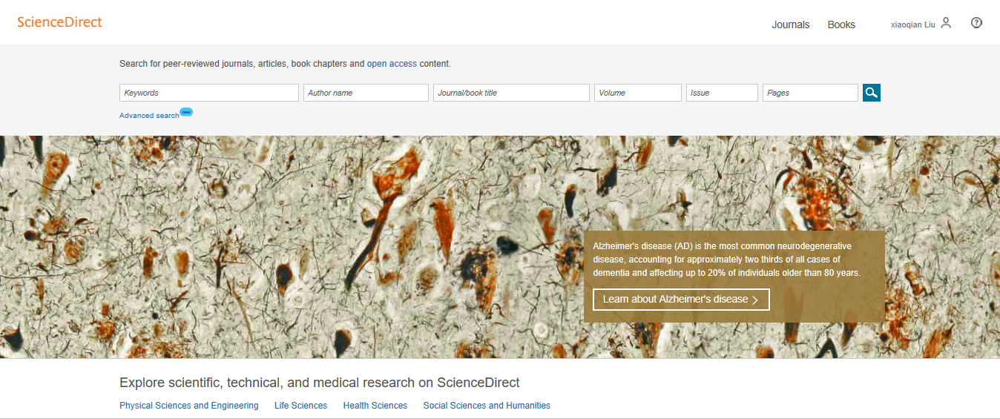 ScienceDirect
Journals Books xiaoqian Liu
Search for peer-reviewed journals, articles, book chapters and open access content.
Keywords Author name Journal/book title Volume Issue Pages
Advanced search new
Alzheimer's disease (AD) is the most common neurodegenerative
disease, accounting for approximately two thirds of all cases of
dementia and affecting up to 20% of individuals older than 80 years.
Learn about Alzheimer's disease
Explore scientific, technical, and medical research on ScienceDirect
Physical Sciences and Engineering Life Sciences Health Sciences Social Sciences and Humanities